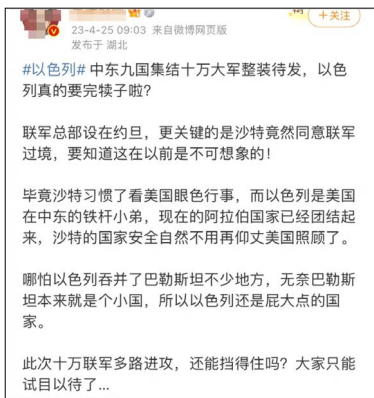 +关注
23-4-25 09:03 来自微博网页版
发布于 湖北
#以色列# 中东九国集结十万大军整装待发，以色
列真的要完犊子啦？
联军总部设在约旦，更关键的是沙特竟然同意联军
过境，要知道这在以前是不可想象的！
毕竟沙特习惯了看美国眼色行事，而以色列是美国
在中东的铁杆小弟，现在的阿拉伯国家已经团结起
来，沙特的国家安全自然不用再仰丈美国照顾了。
哪怕以色列吞并了巴勒斯坦不少地方，无奈巴勒斯
坦本来就是个小国，所以以色列还是屁大点的国
家。
此次十万联军多路进攻，还能挡得住吗？大家只能
试目以待了...